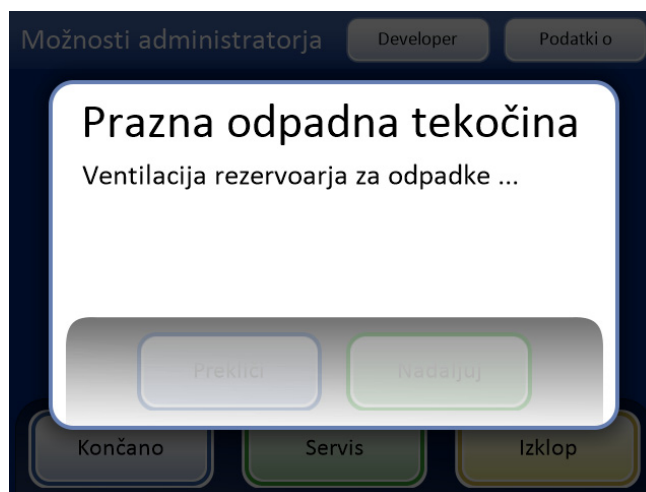 Možnosti administratorja
Developer
Podatki o
Prazna odpadna tekočina
Ventilacija rezervoarja za odpadke ...
Prekliči
Nadaljuj
Končano
Servis
Izklop